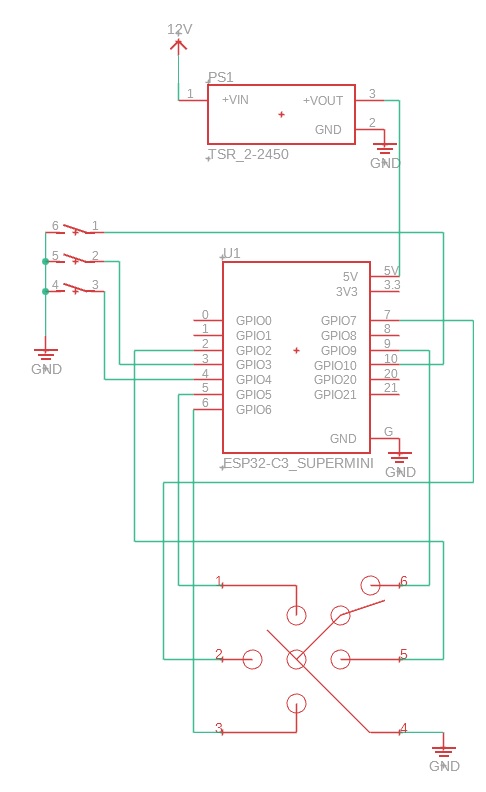 12V
PS1
1 +VIN +VOUT 3
GND 2
TSR_2-2450
GND
6 1
5 2
4 3
GND
U1
5V 5V
3V3 3.3
0 GPIO0 GPIO7 7
1 GPIO1 GPIO8 8
2 GPIO2 GPIO9 9
3 GPIO3 GPIO10 10
4 GPIO4 GPIO20 20
5 GPIO5 GPIO21 21
6 GPIO6
GND G
ESP32-C3_SUPERMINI
GND
1 6
2 5
3 4
GND